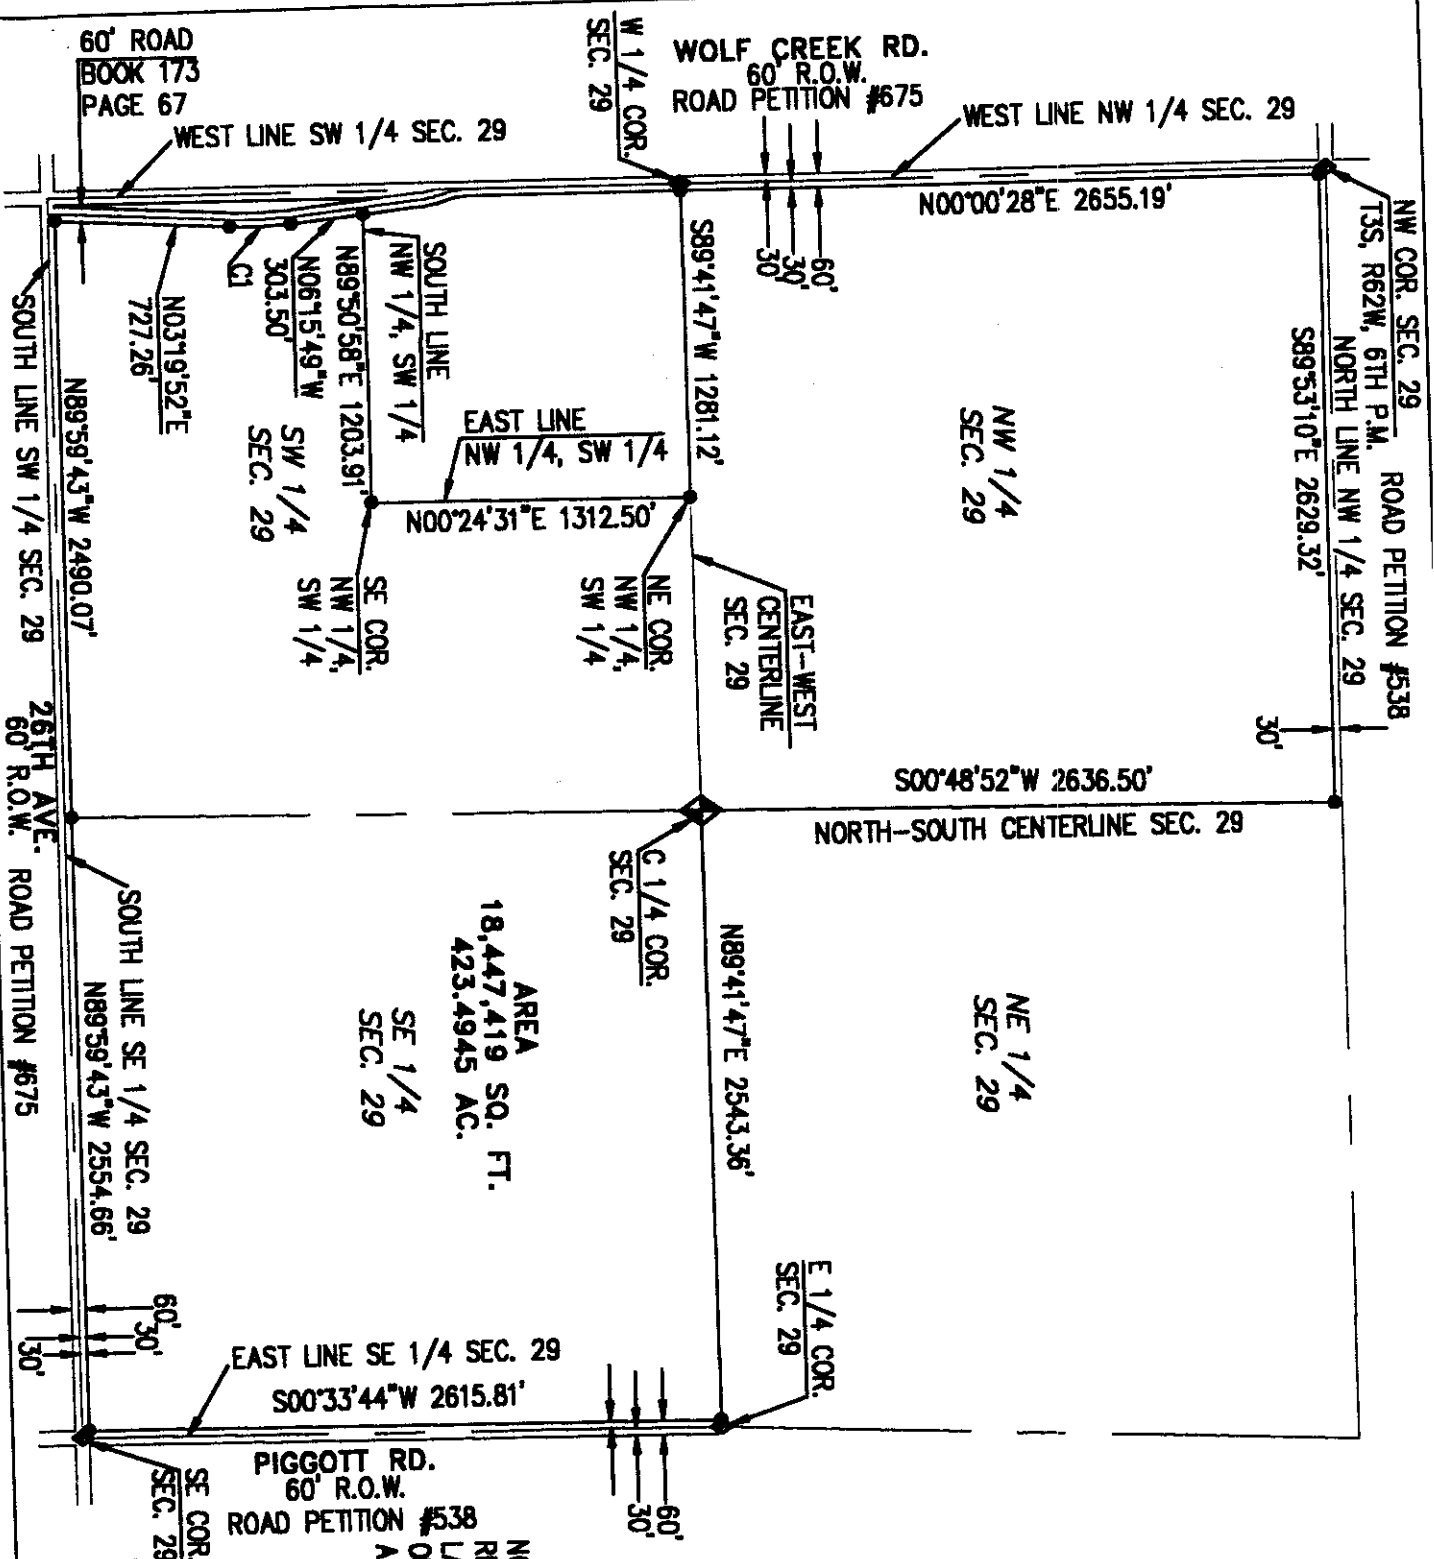 60' ROAD
BOOK 173
PAGE 67
WEST LINE SW 1/4 SEC. 29
W 1/4 COR.
SEC. 29
WOLF CREEK RD.
60' R.O.W.
ROAD PETITION #675
WEST LINE NW 1/4 SEC. 29
N00°00'28"E 2655.19'
60'
30'
30'
NW COR. SEC. 29
T3S, R62W, 6TH P.M.
ROAD PETITION #538
NORTH LINE NW 1/4 SEC. 29
S89°53'10"E 2629.32'
30'
S89°41'47"W 1281.12'
SOUTH LINE
NW 1/4, SW 1/4
N89°50'58"E 1203.91'
N06°15'49"W
303.50'
C1
N03°19'52"E
727.26'
SOUTH LINE SW 1/4 SEC. 29
N89°59'43"W 2490.07'
EAST LINE
NW 1/4, SW 1/4
N00°24'31"E 1312.50'
SW 1/4
SEC. 29
NW 1/4
SEC. 29
SE COR.
NW 1/4,
SW 1/4
NE COR.
NW 1/4,
SW 1/4
EAST-WEST
CENTERLINE
SEC. 29
S00°48'52"W 2636.50'
NORTH-SOUTH CENTERLINE SEC. 29
C 1/4 COR.
SEC. 29
26TH AVE.
60' R.O.W.
ROAD PETITION #675
SOUTH LINE SE 1/4 SEC. 29
N89°59'43"W 2554.66'
AREA
18,447,419 SQ. FT.
423.4945 AC.
SE 1/4
SEC. 29
N89°41'47"E 2543.36'
NE 1/4
SEC. 29
E 1/4 COR.
SEC. 29
60'
30'
30'
EAST LINE SE 1/4 SEC. 29
S00°33'44"W 2615.81'
PIGGOTT RD.
60' R.O.W.
ROAD PETITION #538
60'
30'
SE COR.
SEC. 29